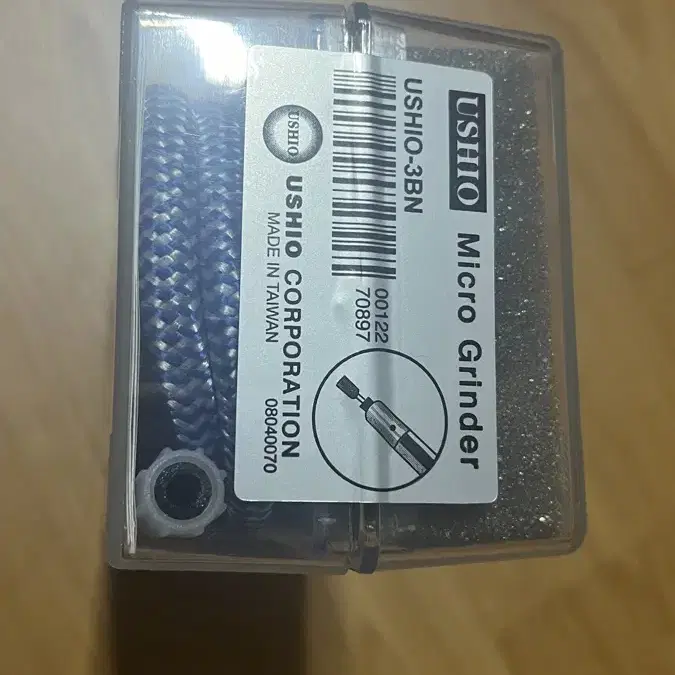 USHIO Micro Grinder
USHIO-3BN
00122
70897
USHIO
USHIO CORPORATION
MADE IN TAIWAN
08040070